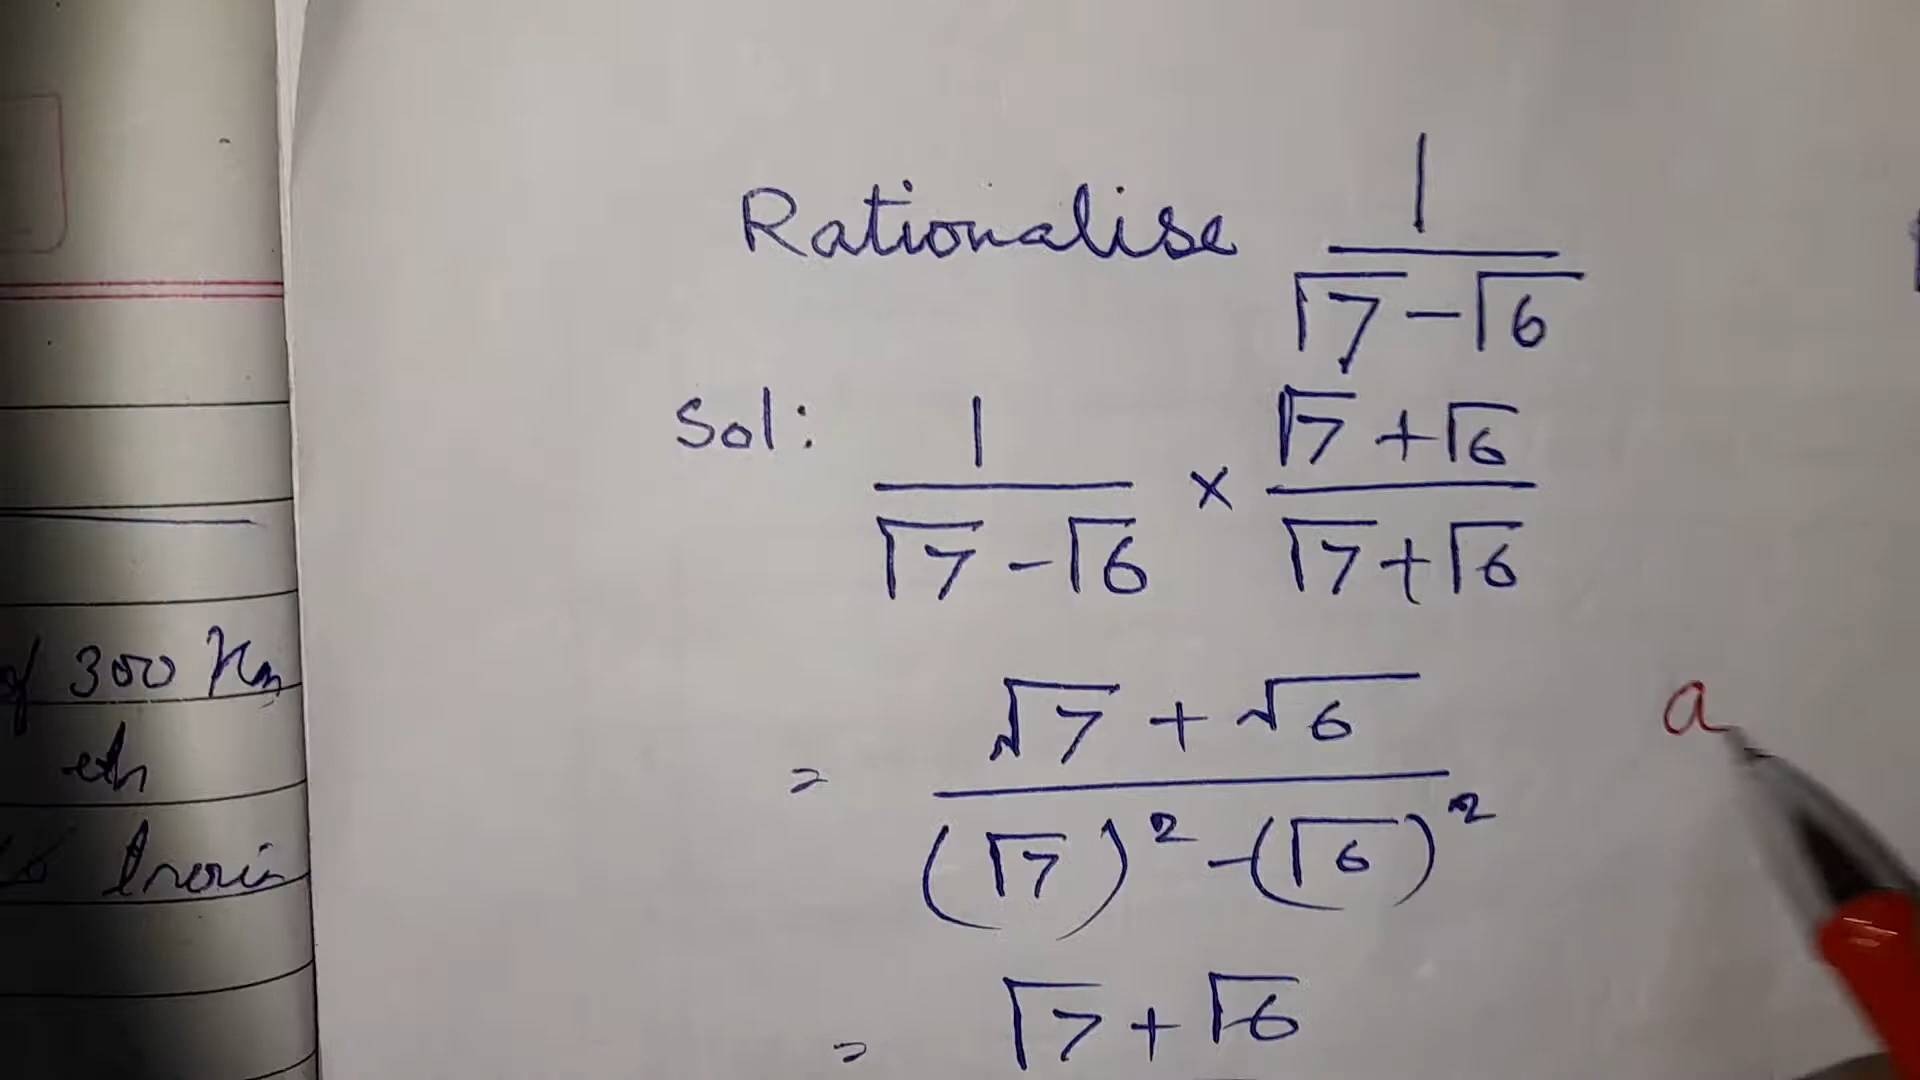 Rationalise 1/(√7-√6)
Sol: 1/(√7-√6) × (√7+√6)/(√7+√6)
= (√7+√6)/((√7)²-(√6)²)
a
= √7+√6
300 Km
eth